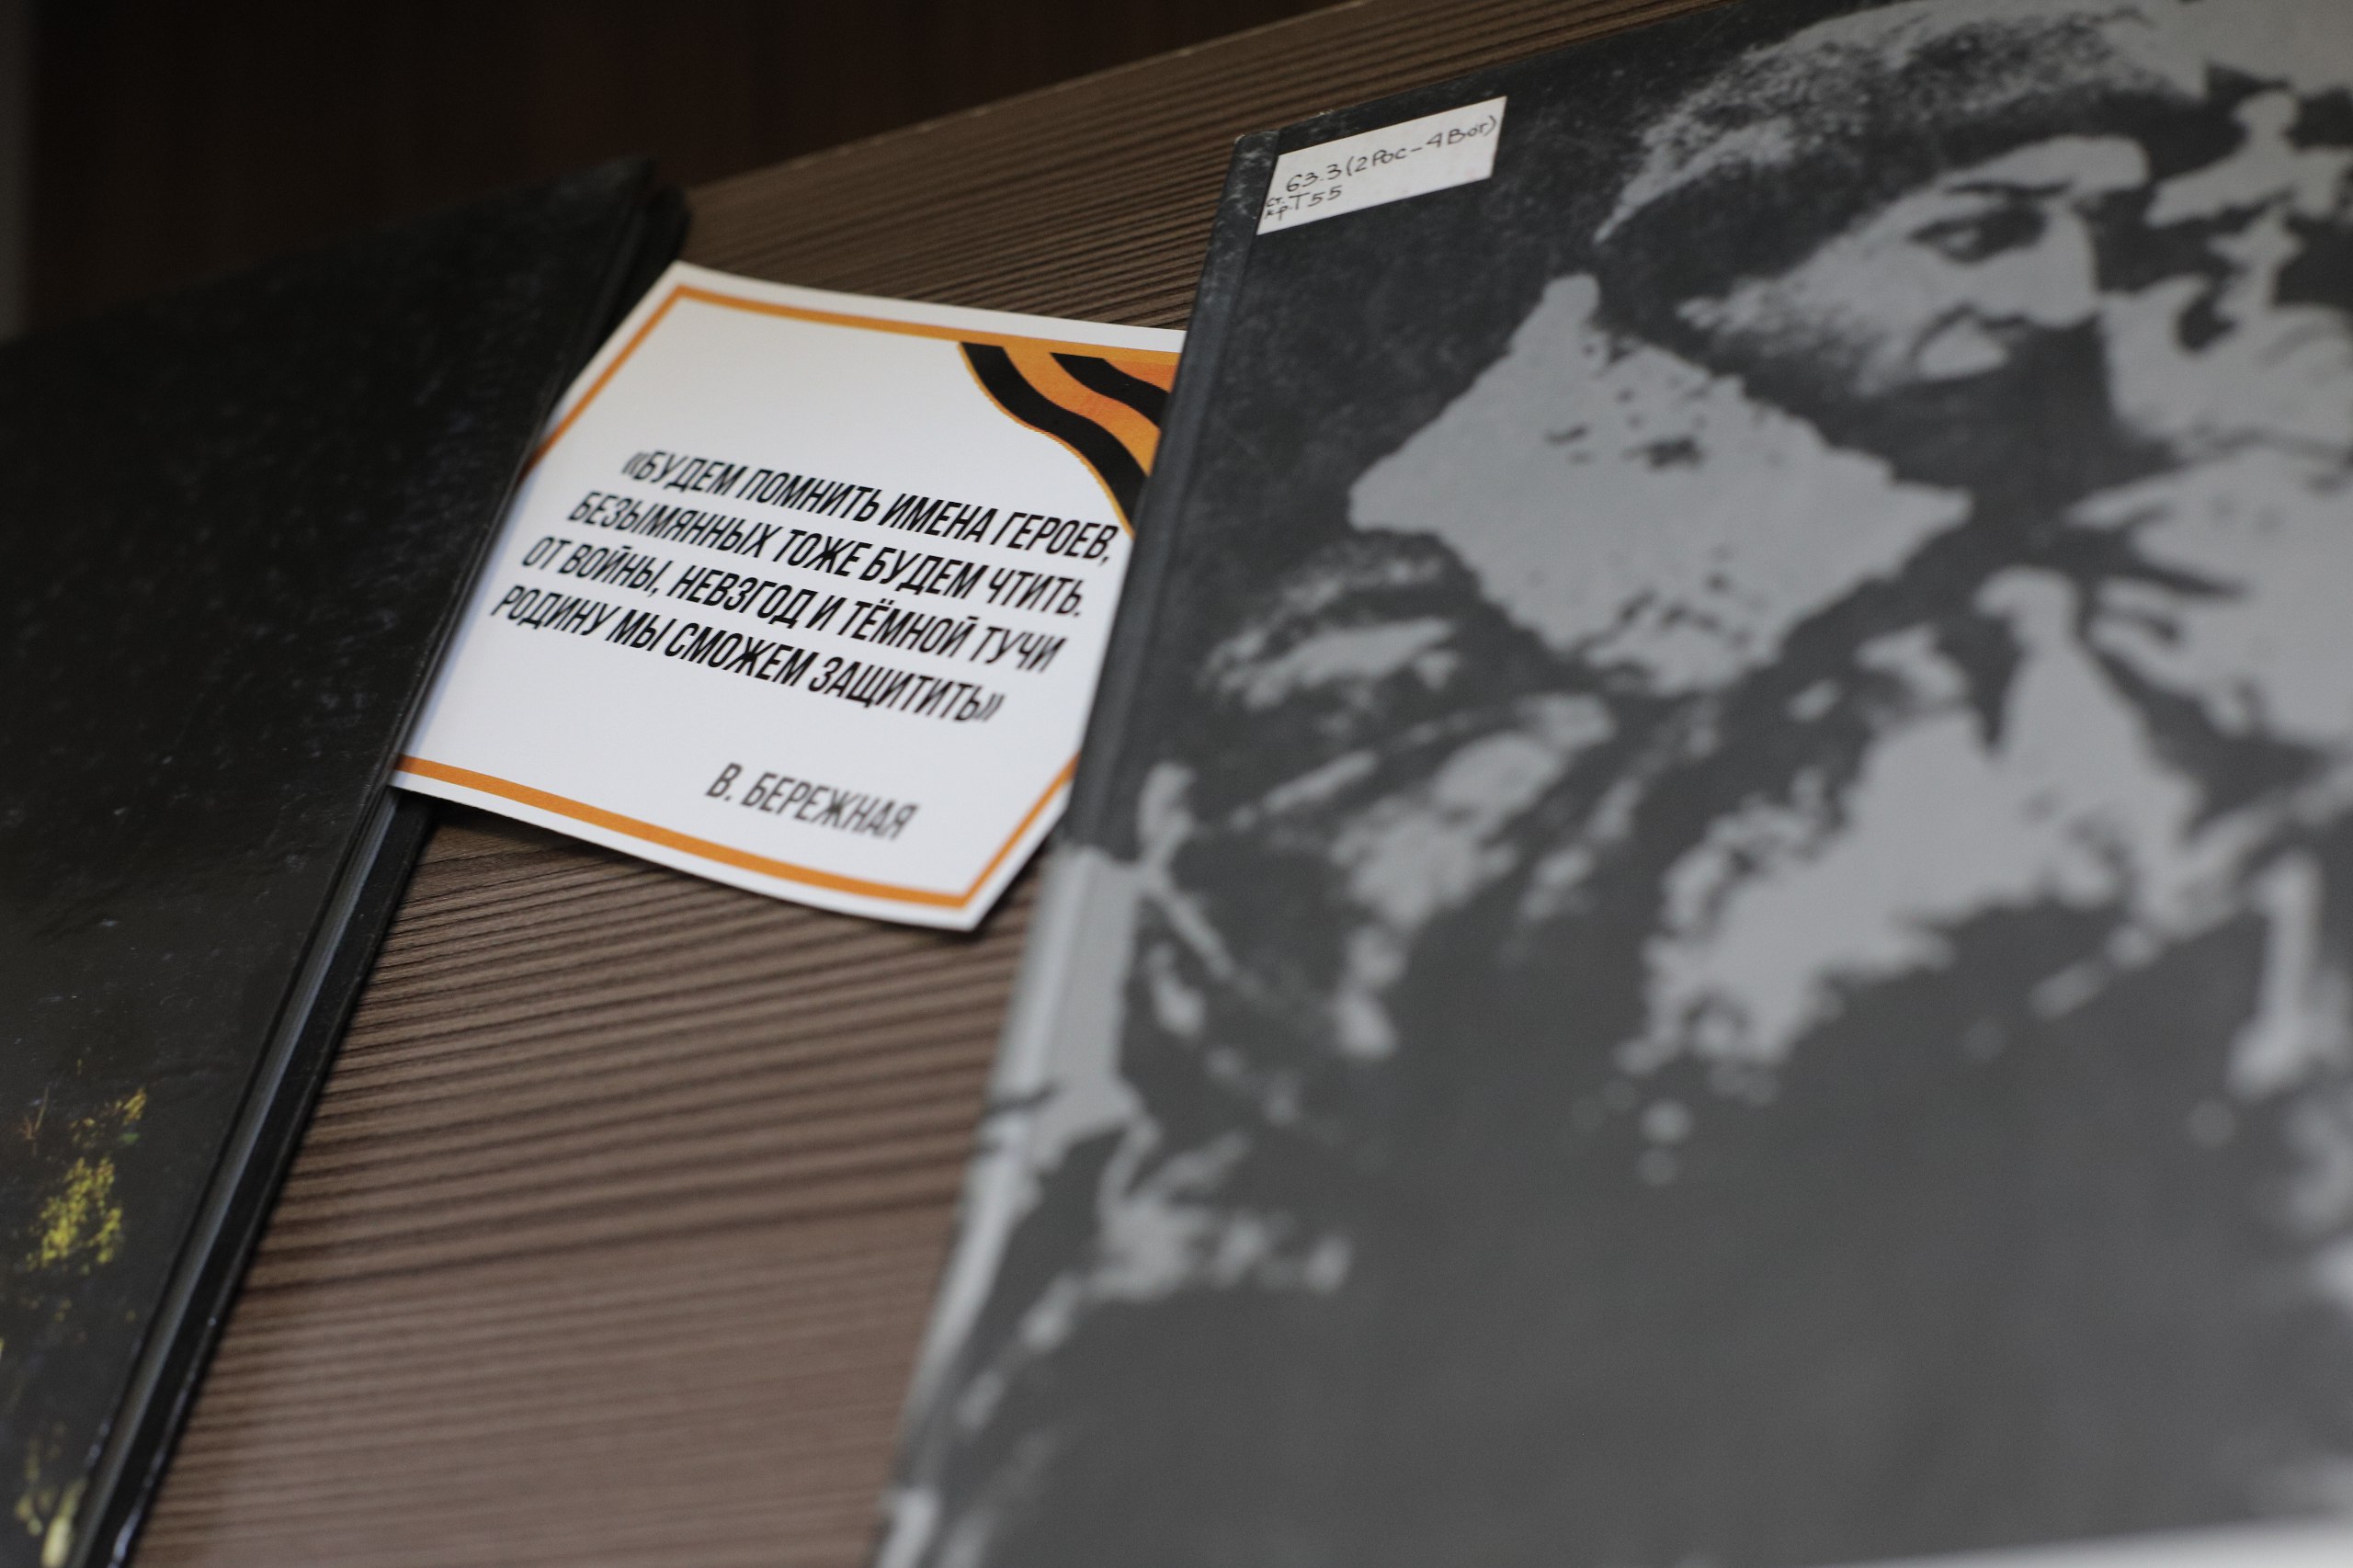 «БУДЕМ ПОМНИТЬ ИМЕНА ГЕРОЕВ,
БЕЗЫМЯННЫХ ТОЖЕ БУДЕМ ЧТИТЬ.
ОТ ВОЙНЫ, НЕВЗГОД И ТЁМНОЙ ТУЧИ
РОДИНУ МЫ СМОЖЕМ ЗАЩИТИТЬ»
В. БЕРЕЖНАЯ
63.3(2Рос-4Вог)
Т55